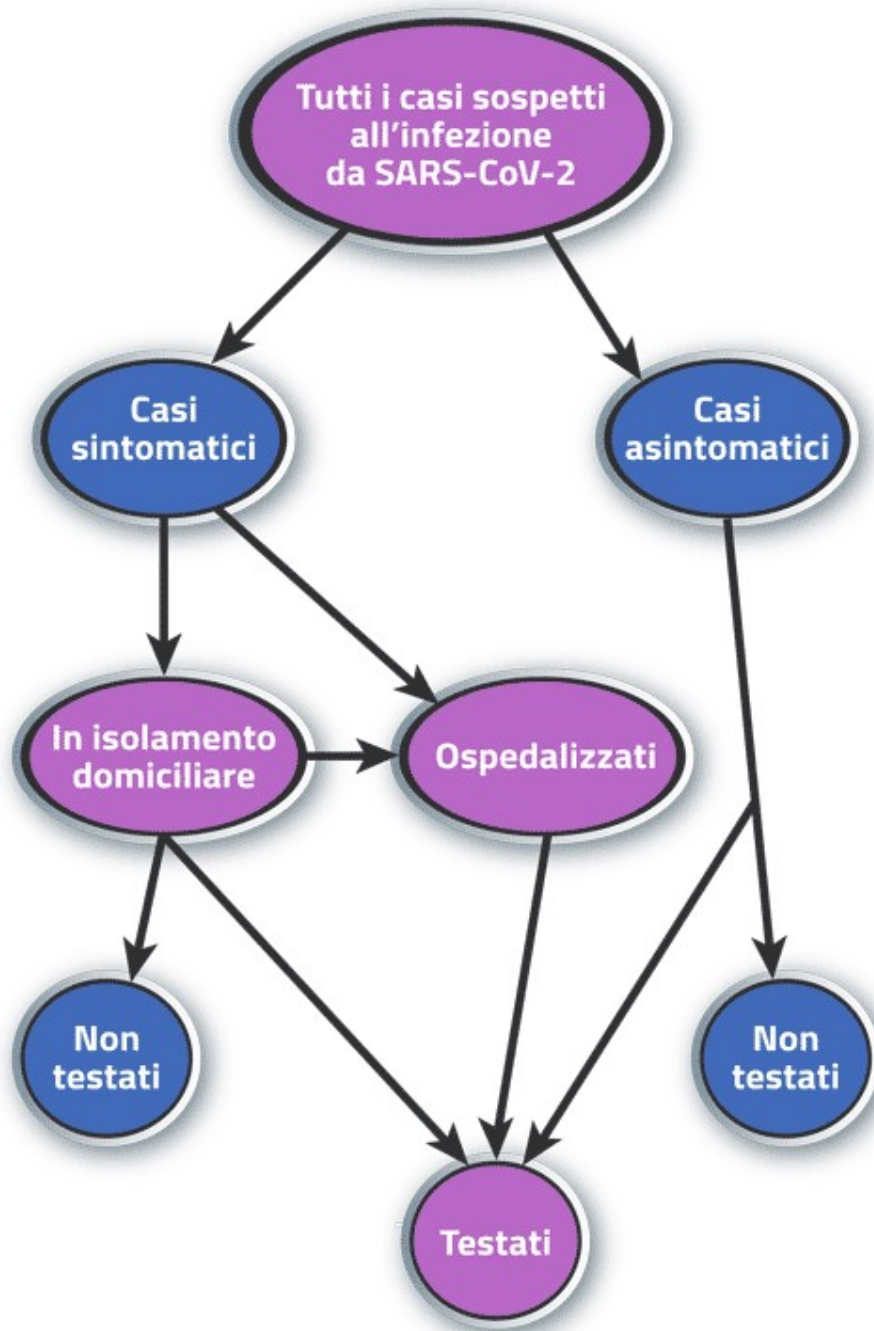 Tutti i casi sospetti
all'infezione
da SARS-CoV-2
Casi
sintomatici
Casi
asintomatici
In isolamento
domiciliare
Ospedalizzati
Non
testati
Non
testati
Testati